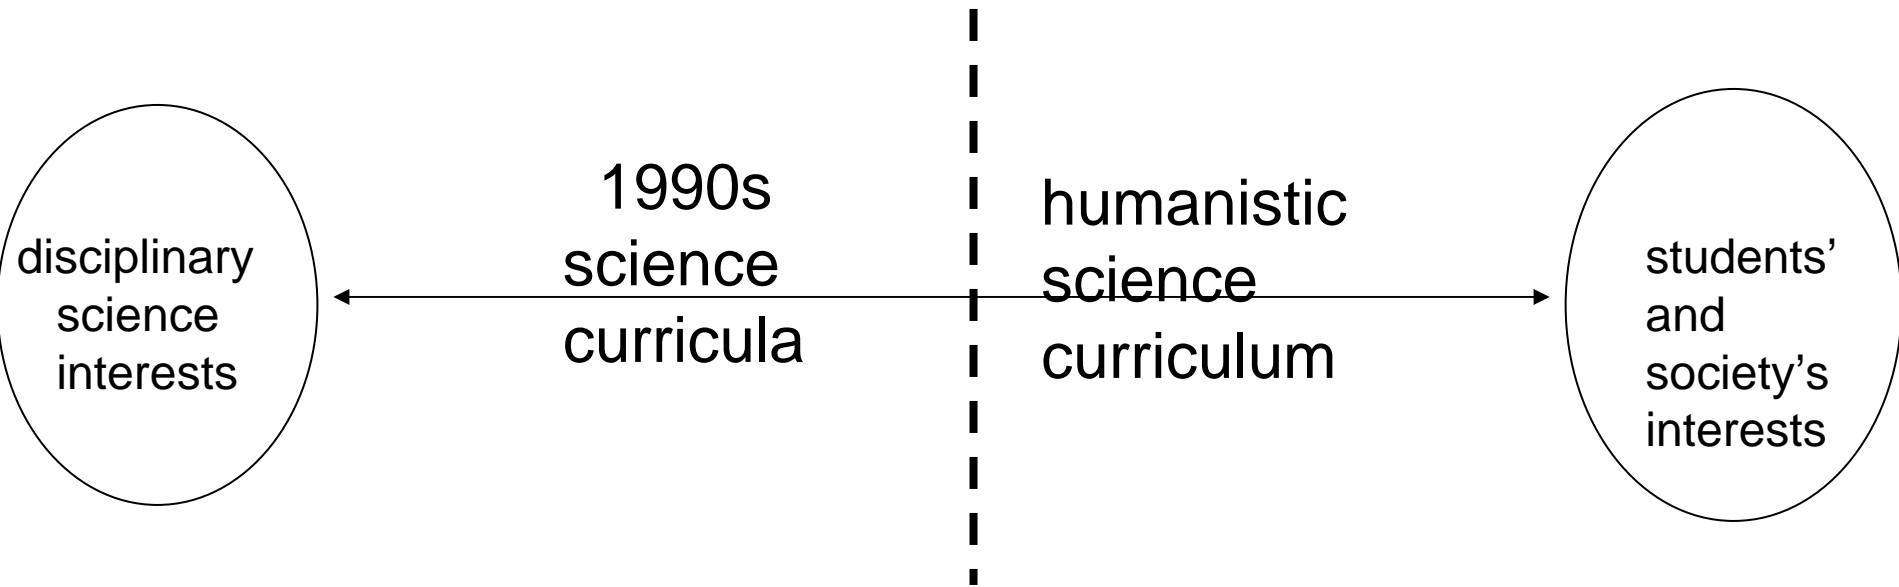 disciplinary
science
interests
1990s
science
curricula
humanistic
science
curriculum
students’
and
society’s
interests